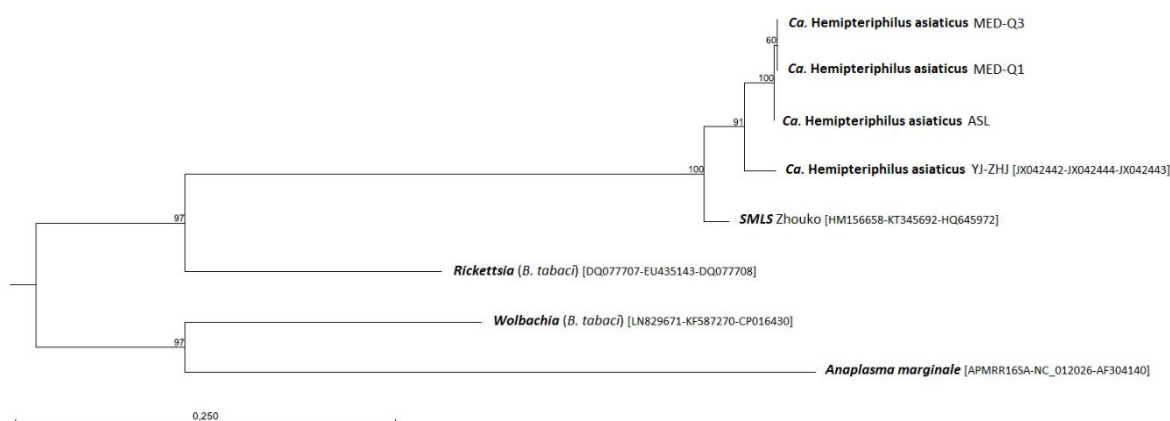 Ca. Hemipteriphilus asiaticus MED-Q3
60
Ca. Hemipteriphilus asiaticus MED-Q1
100
Ca. Hemipteriphilus asiaticus ASL
91
Ca. Hemipteriphilus asiaticus YJ-ZHJ [JX042442-JX042444-JX042443]
100
SMLS Zhouko [HM156658-KT345692-HQ645972]
97
Rickettsia (B. tabaci) [DQ077707-EU435143-DQ077708]
Wolbachia (B. tabaci) [LN829671-KF587270-CP016430]
97
Anaplasma marginale [APMRR16SA-NC_012026-AF304140]
0,250